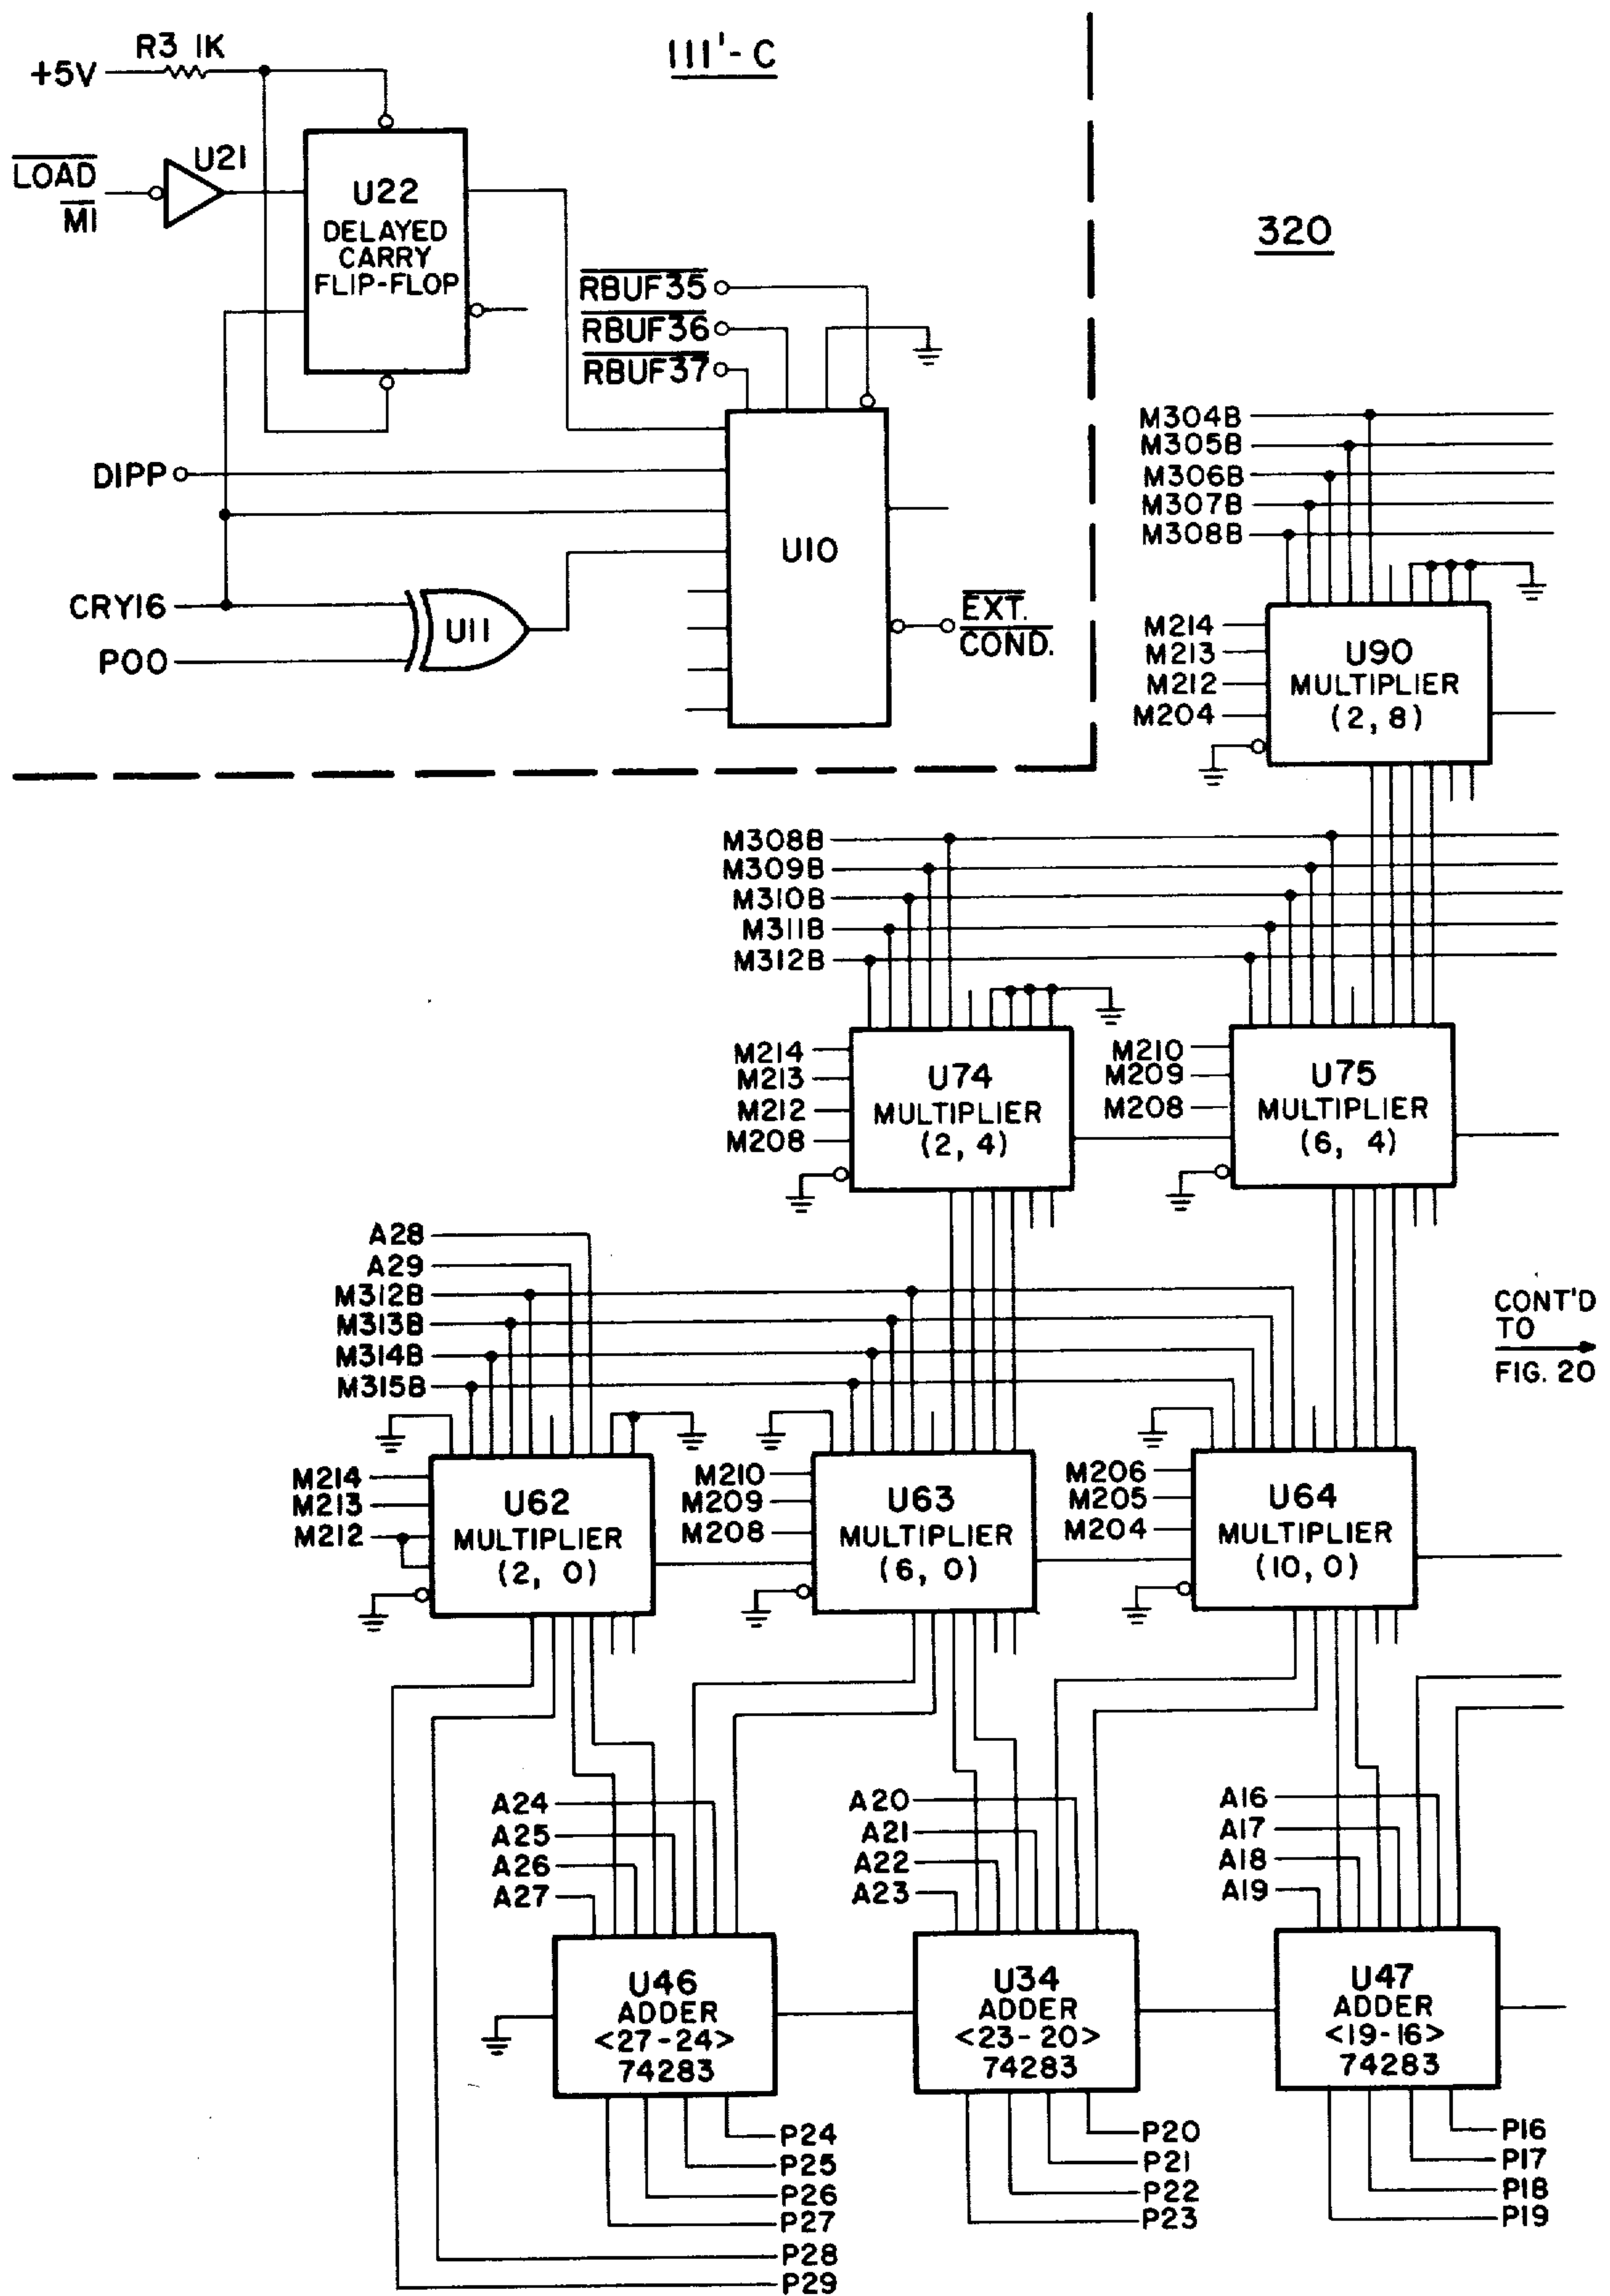 111'-C
R3 1K
+5V
U21
LOAD
M1
U22
DELAYED
CARRY
FLIP-FLOP
RBUF35
RBUF36
RBUF37
DIPP
U10
CRY16
U11
P00
EXT.
COND.
320
M304B
M305B
M306B
M307B
M308B
M214
M213
M212
M204
U90
MULTIPLIER
(2, 8)
M308B
M309B
M310B
M311B
M312B
M214
M213
M212
M208
U74
MULTIPLIER
(2, 4)
M210
M209
M208
U75
MULTIPLIER
(6, 4)
A28
A29
M312B
M313B
M314B
M315B
CONT'D
TO
FIG. 20
M214
M213
M212
U62
MULTIPLIER
(2, 0)
M210
M209
M208
U63
MULTIPLIER
(6, 0)
M206
M205
M204
U64
MULTIPLIER
(10, 0)
A24
A25
A26
A27
A20
A21
A22
A23
A16
A17
A18
A19
U46
ADDER
<27-24>
74283
U34
ADDER
<23-20>
74283
U47
ADDER
<19-16>
74283
P24
P25
P26
P27
P28
P29
P20
P21
P22
P23
P16
P17
P18
P19